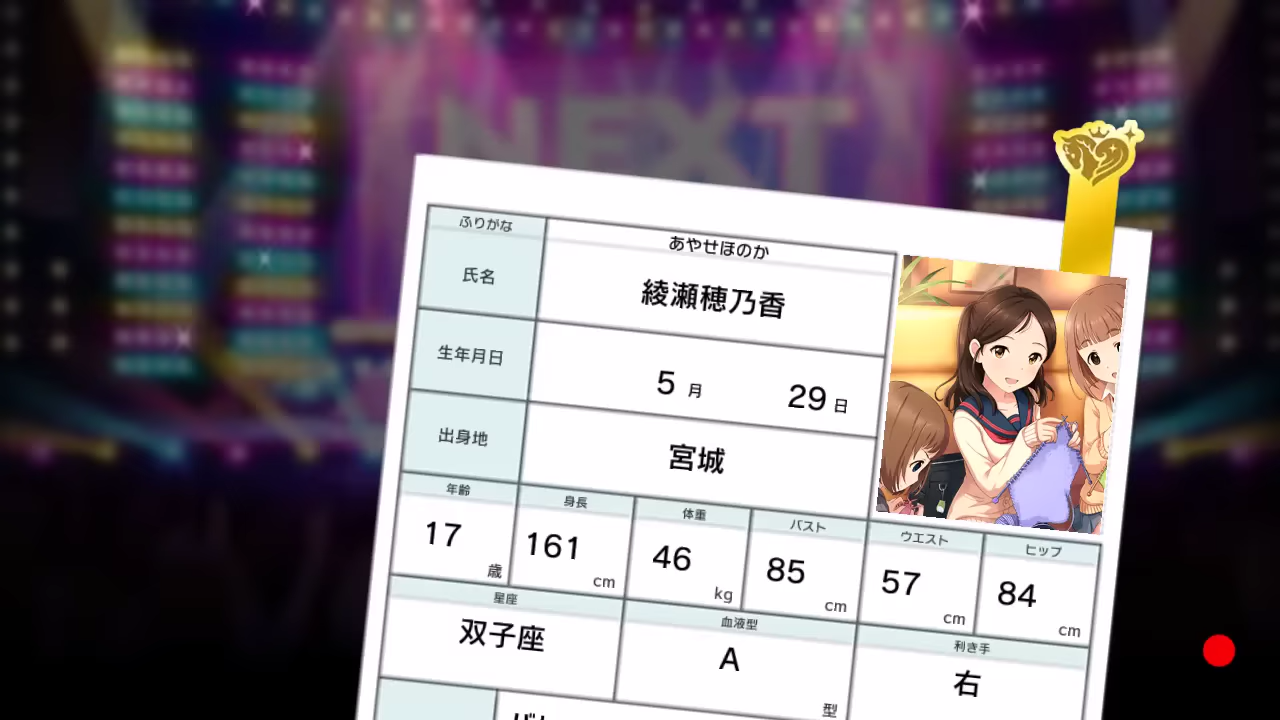 NEXT
ふりがな
あやせほのか
氏名
綾瀬穂乃香
生年月日
5 月 29 日
出身地
宮城
年齢 身長 体重 バスト ウエスト ヒップ
17 歳 161 cm 46 kg 85 cm 57 cm 84 cm
星座 血液型 利き手
双子座 A 型 右